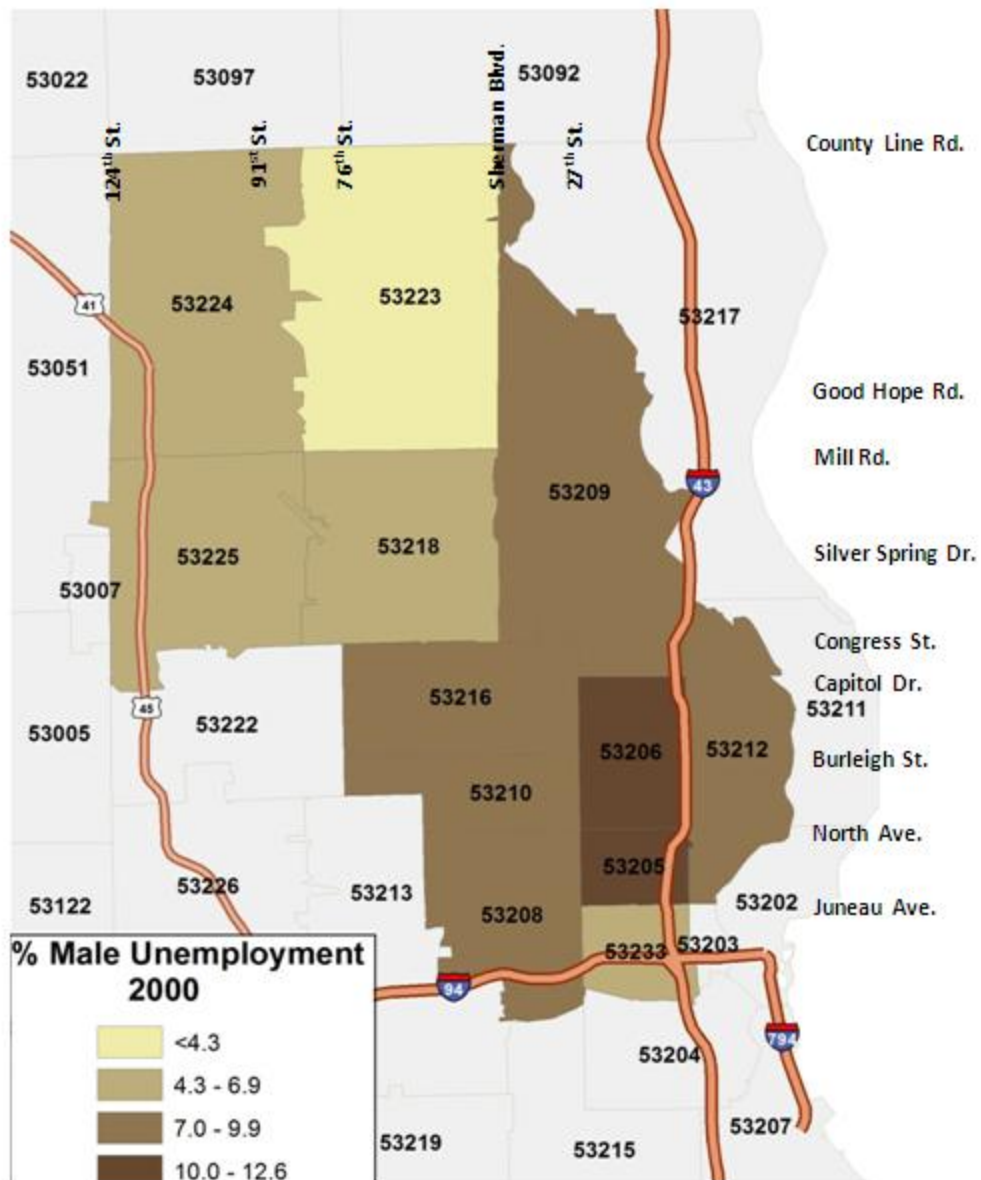 53022
53097
53092
124th St.
91st St.
76th St.
Sherman Blvd.
27th St.
County Line Rd.
41
53224
53223
53217
53051
Good Hope Rd.
Mill Rd.
43
53209
53225
53218
Silver Spring Dr.
53007
Congress St.
Capitol Dr.
53216
53211
45
53222
53005
53206
53212
Burleigh St.
53210
North Ave.
53205
53226
53213
53202
53122
53208
Juneau Ave.
53233
53203
94
794
53204
53207
53219
53215
% Male Unemployment
2000
<4.3
4.3 - 6.9
7.0 - 9.9
10.0 - 12.6